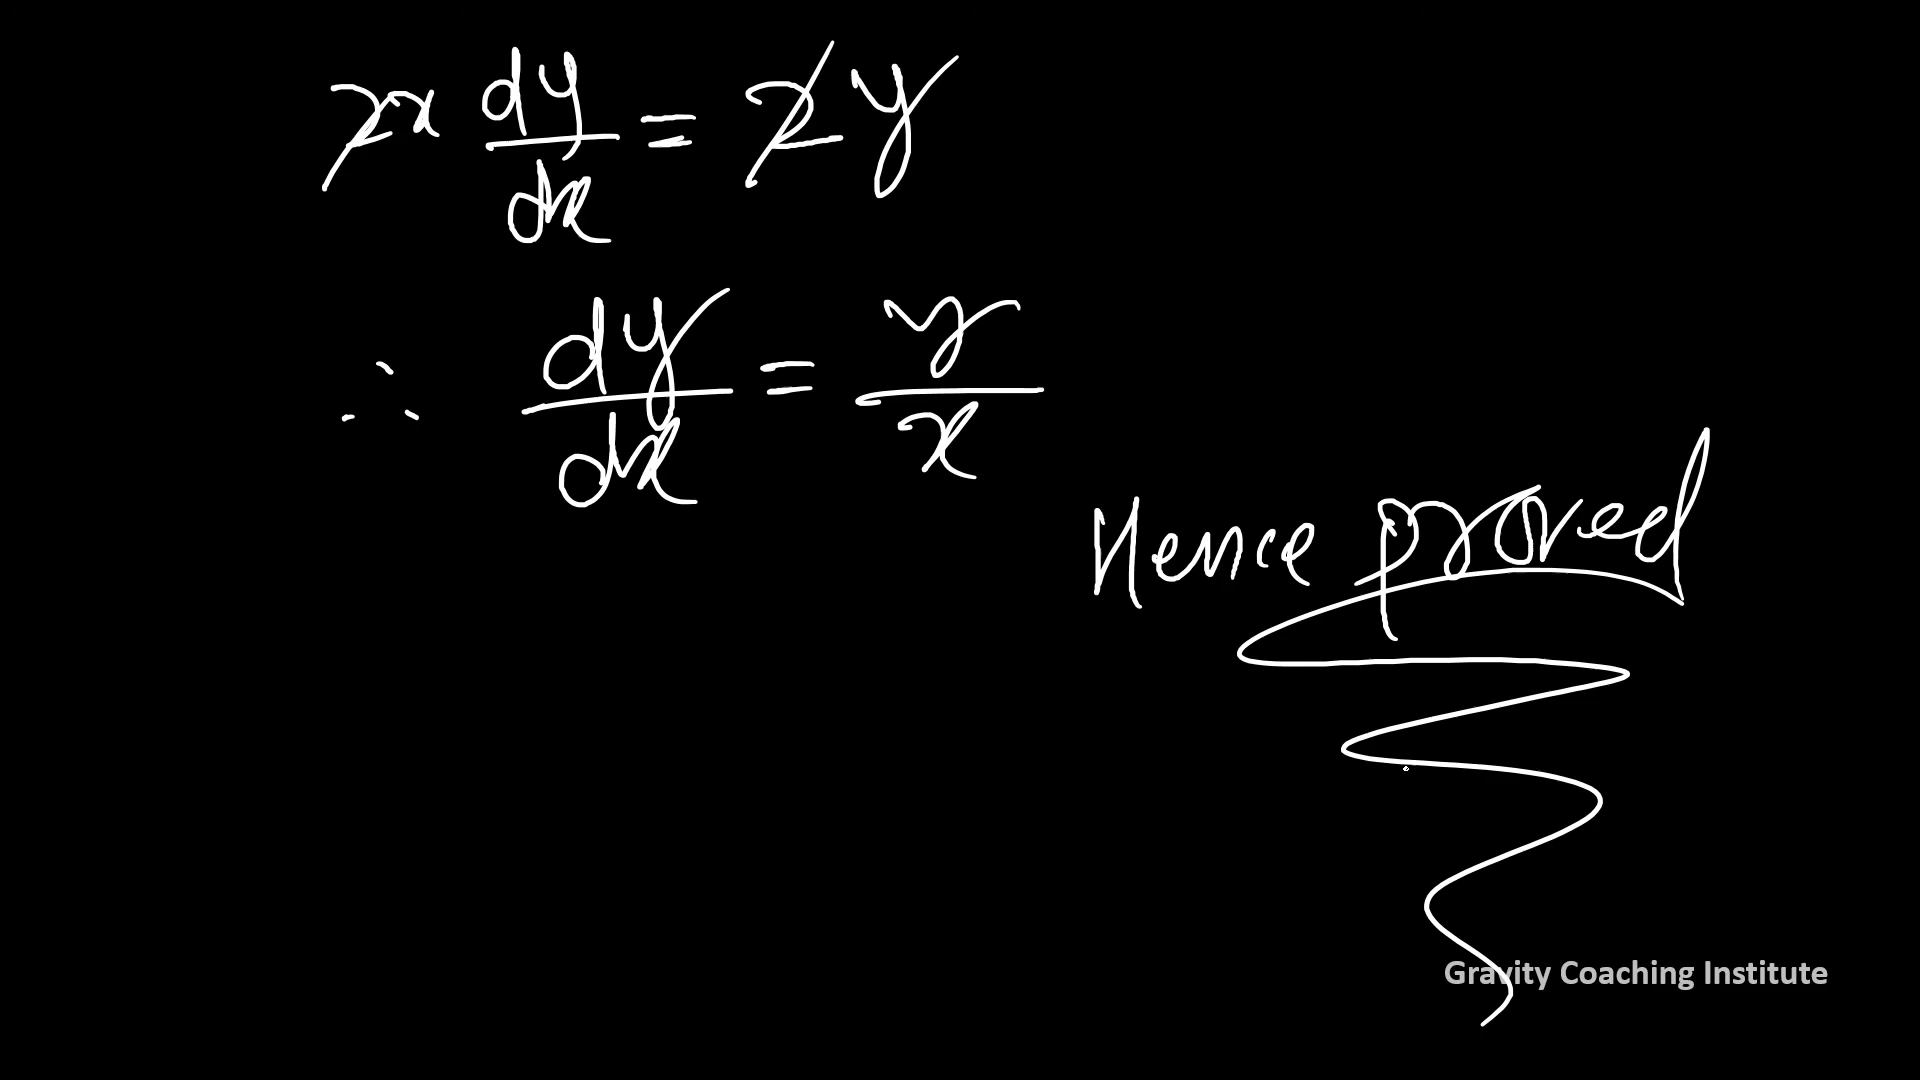 2x dy/dx = 2y
∴ dy/dx = y/x
Hence proved
Gravity Coaching Institute